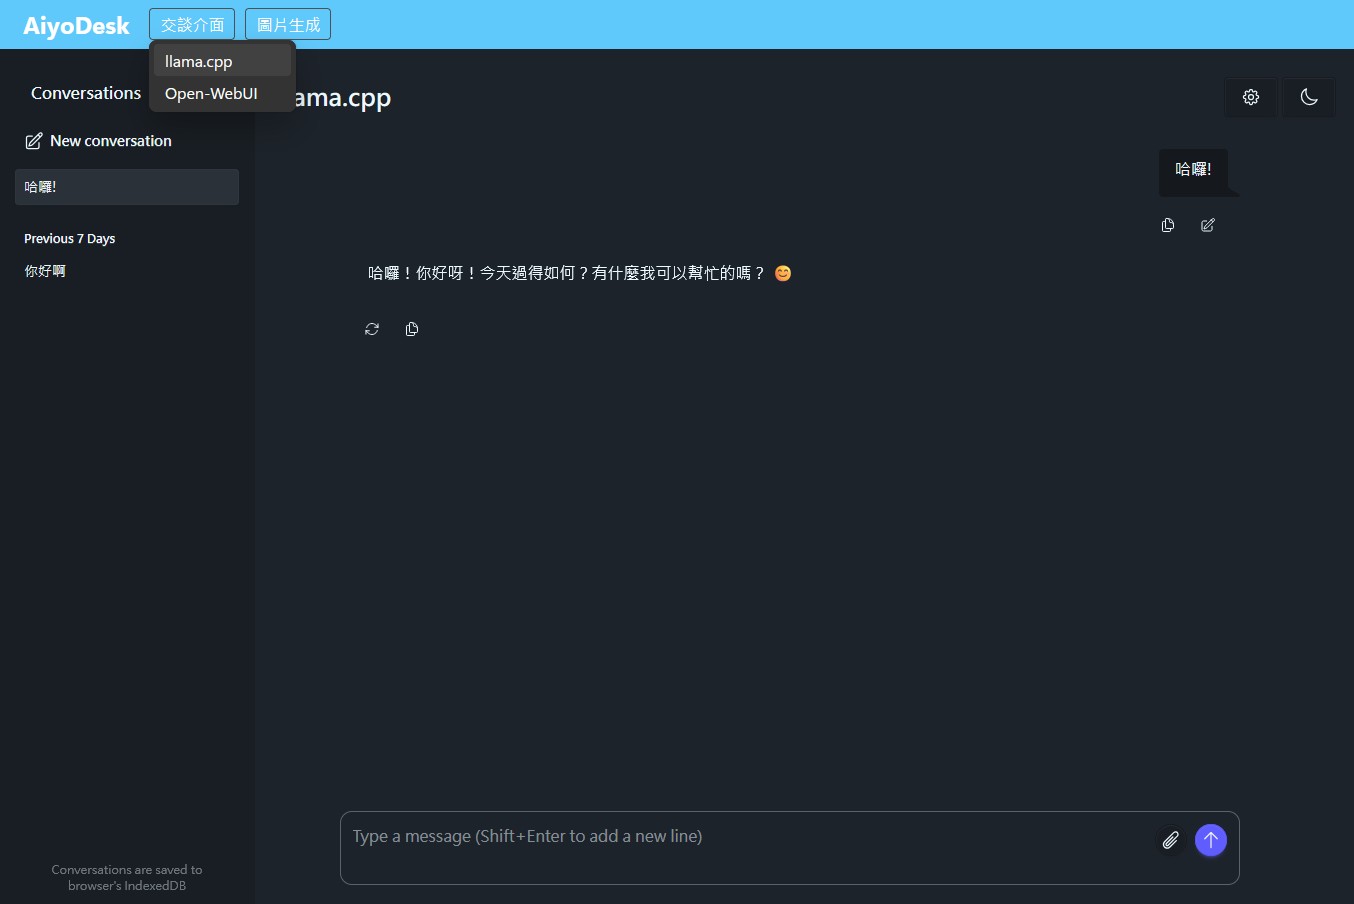 AiyoDesk
交談介面
圖片生成
llama.cpp
Open-WebUI
Conversations
New conversation
哈囉!
Previous 7 Days
你好啊
ama.cpp
哈囉!
哈囉！你好呀！今天過得如何？有什麼我可以幫忙的嗎？ 😊
Type a message (Shift+Enter to add a new line)
Conversations are saved to
browser's IndexedDB